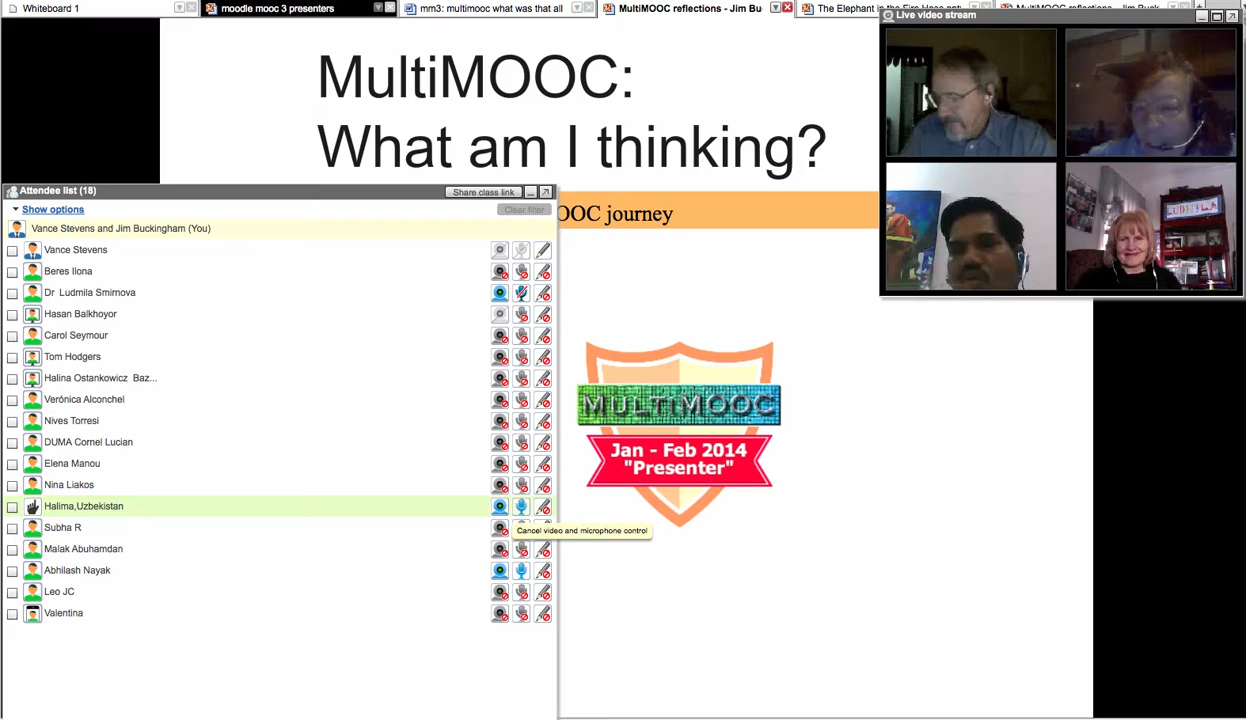 Whiteboard 1
moodle mooc 3 presenters
mm3: multimooc what was that all
MultiMOOC reflections - Jim Bu
Live video stream
MultiMOOC:
What am I thinking?
OOC journey
Attendee list (18)
Share class link
Show options
Clear filter
Vance Stevens and Jim Buckingham (You)
Vance Stevens
Beres Ilona
Dr Ludmila Smirnova
Hasan Balkhoyor
Carol Seymour
Tom Hodgers
Halina Ostankowicz Baz...
Verónica Alconchel
Nives Torresi
DUMA Cornel Lucian
Elena Manou
Nina Liakos
Halima,Uzbekistan
Subha R
Cancel video and microphone control
Malak Abuhamdan
Abhilash Nayak
Leo JC
Valentina
MULTIMOOC
Jan - Feb 2014
"Presenter"